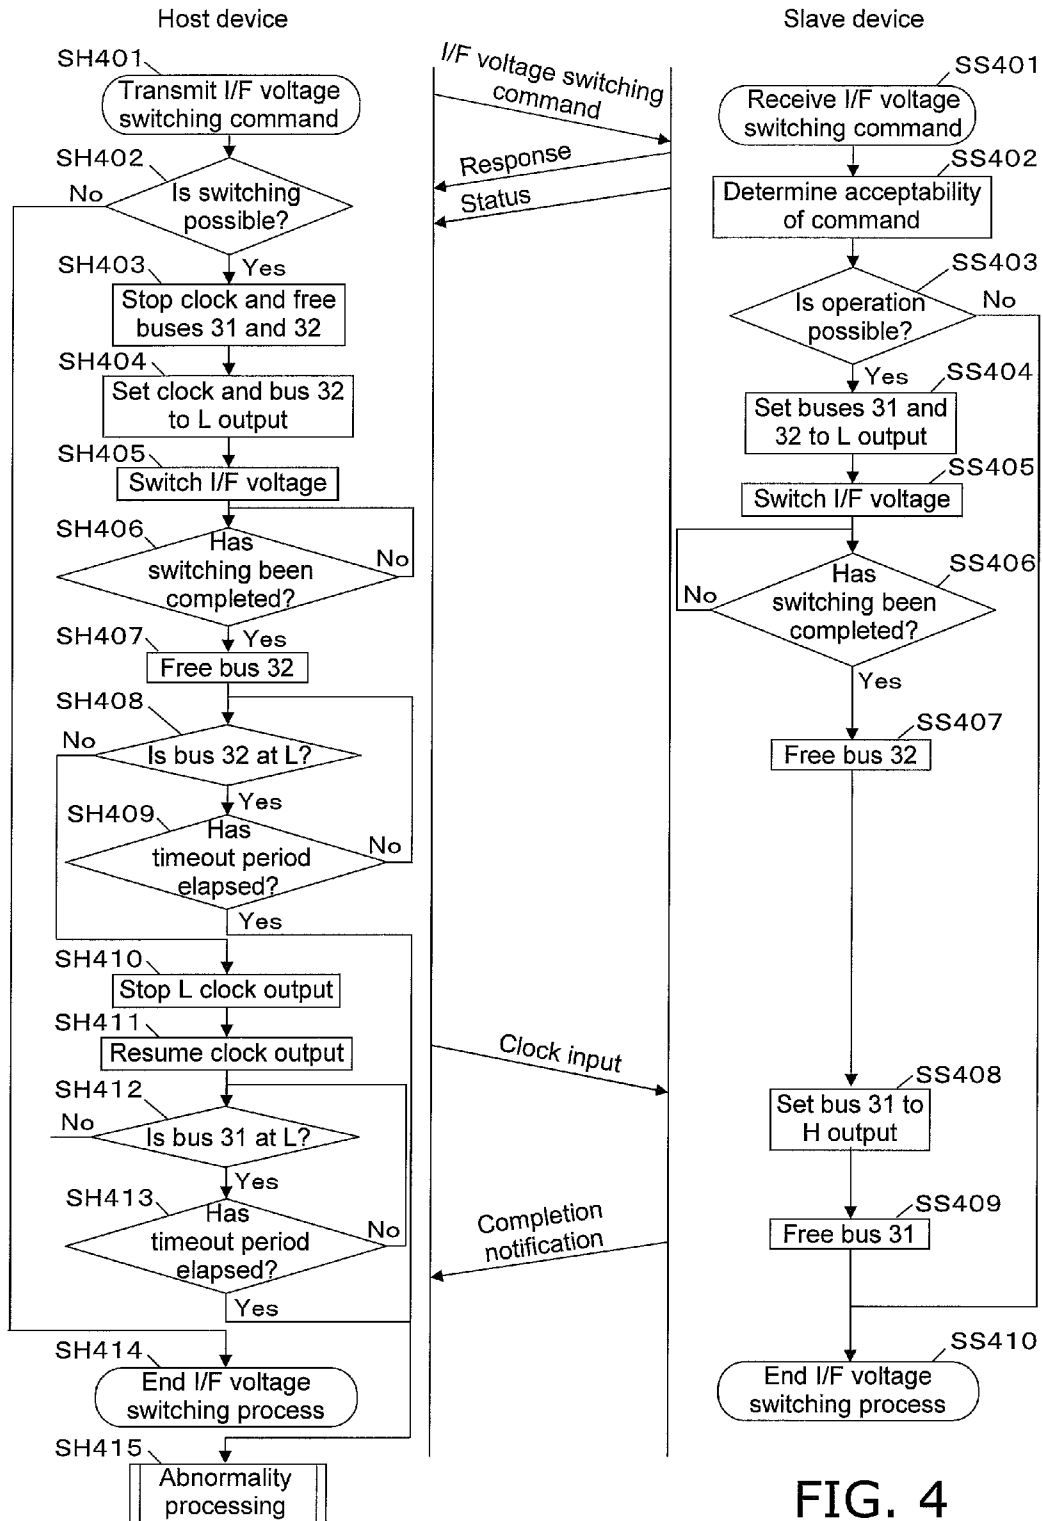 Host device
Slave device
SH401
Transmit I/F voltage
switching command
SH402
No
Is switching
possible?
Yes
SH403
Stop clock and free
buses 31 and 32
SH404
Set clock and bus 32
to L output
SH405
Switch I/F voltage
SH406
Has
switching been
completed?
No
Yes
SH407
Free bus 32
SH408
No
Is bus 32 at L?
Yes
SH409
Has
timeout period
elapsed?
No
Yes
SH410
Stop L clock output
SH411
Resume clock output
SH412
No
Is bus 31 at L?
Yes
SH413
Has
timeout period
elapsed?
No
Yes
SH414
End I/F voltage
switching process
SH415
Abnormality
processing
I/F voltage switching
command
Response
Status
Clock input
Completion
notification
SS401
Receive I/F voltage
switching command
SS402
Determine acceptability
of command
SS403
Is operation
possible?
No
Yes
SS404
Set buses 31 and
32 to L output
SS405
Switch I/F voltage
SS406
Has
switching been
completed?
No
Yes
SS407
Free bus 32
SS408
Set bus 31 to
H output
SS409
Free bus 31
SS410
End I/F voltage
switching process
FIG. 4